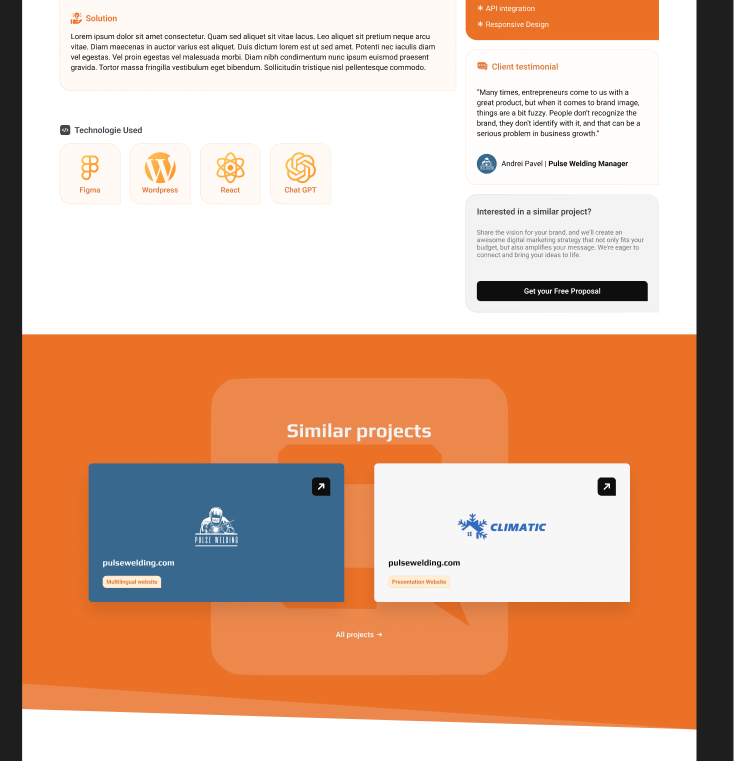 Solution
Lorem ipsum dolor sit amet consectetur. Quam sed aliquet sit vitae lacus. Leo aliquet sit pretium neque arcu
vitae. Diam maecenas in auctor varius est aliquet. Duis dictum lorem est ut sed amet. Potenti nec iaculis diam
vel egestas. Vel proin egestas vel malesuada morbi. Diam nibh condimentum nunc ipsum euismod praesent
gravida. Tortor massa fringilla vestibulum eget bibendum. Sollicitudin tristique nisl pellentesque commodo.
Technologie Used
Figma
Wordpress
React
Chat GPT
* API integration
* Responsive Design
Client testimonial
"Many times, entrepreneurs come to us with a
great product, but when it comes to brand image,
things are a bit fuzzy. People don't recognize the
brand, they don't identify with it, and that can be a
serious problem in business growth."
Andrei Pavel | Pulse Welding Manager
Interested in a similar project?
Share the vision for your brand, and we'll create an
awesome digital marketing strategy that not only fits your
budget, but also amplifies your message. We're eager to
connect and bring your ideas to life.
Get your Free Proposal
Similar projects
PULSE WELDING
pulsewelding.com
Multilingual website
CLIMATIC
pulsewelding.com
Presentation Website
All projects →